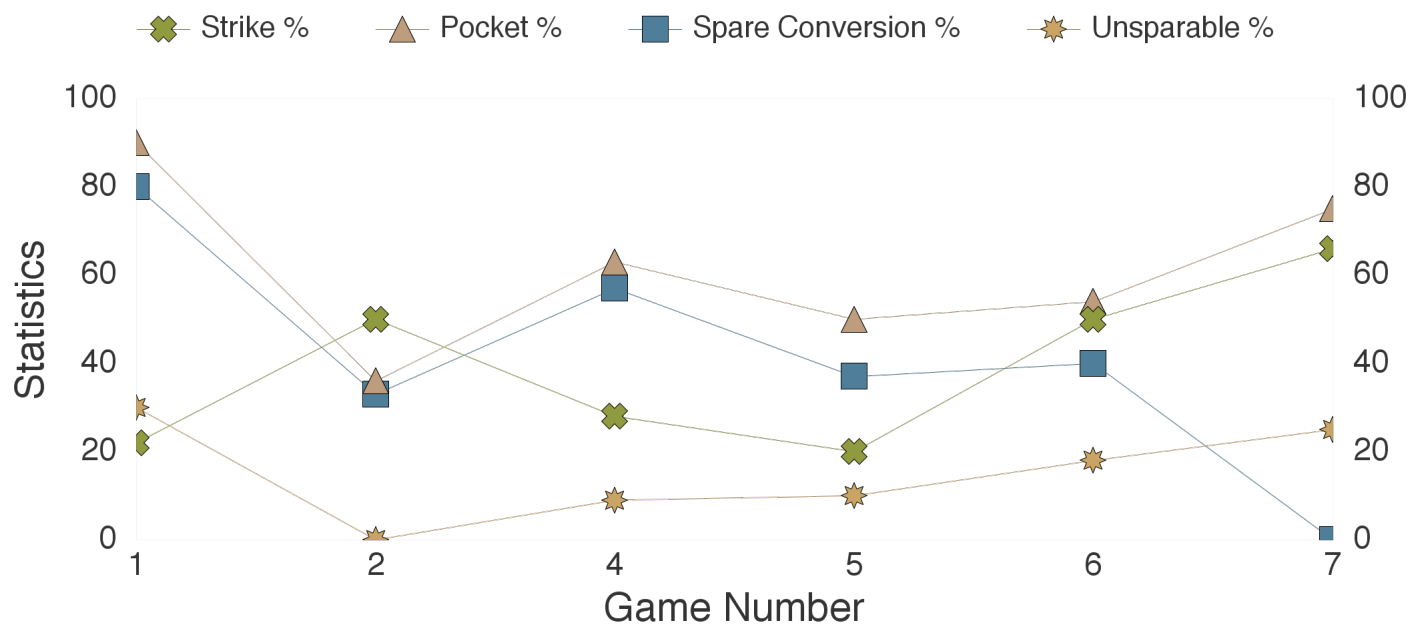 Strike % Pocket % Spare Conversion % Unsparable %
100 100
80 80
60 60
40 40
20 20
0 0
Statistics
1 2 4 5 6 7
Game Number